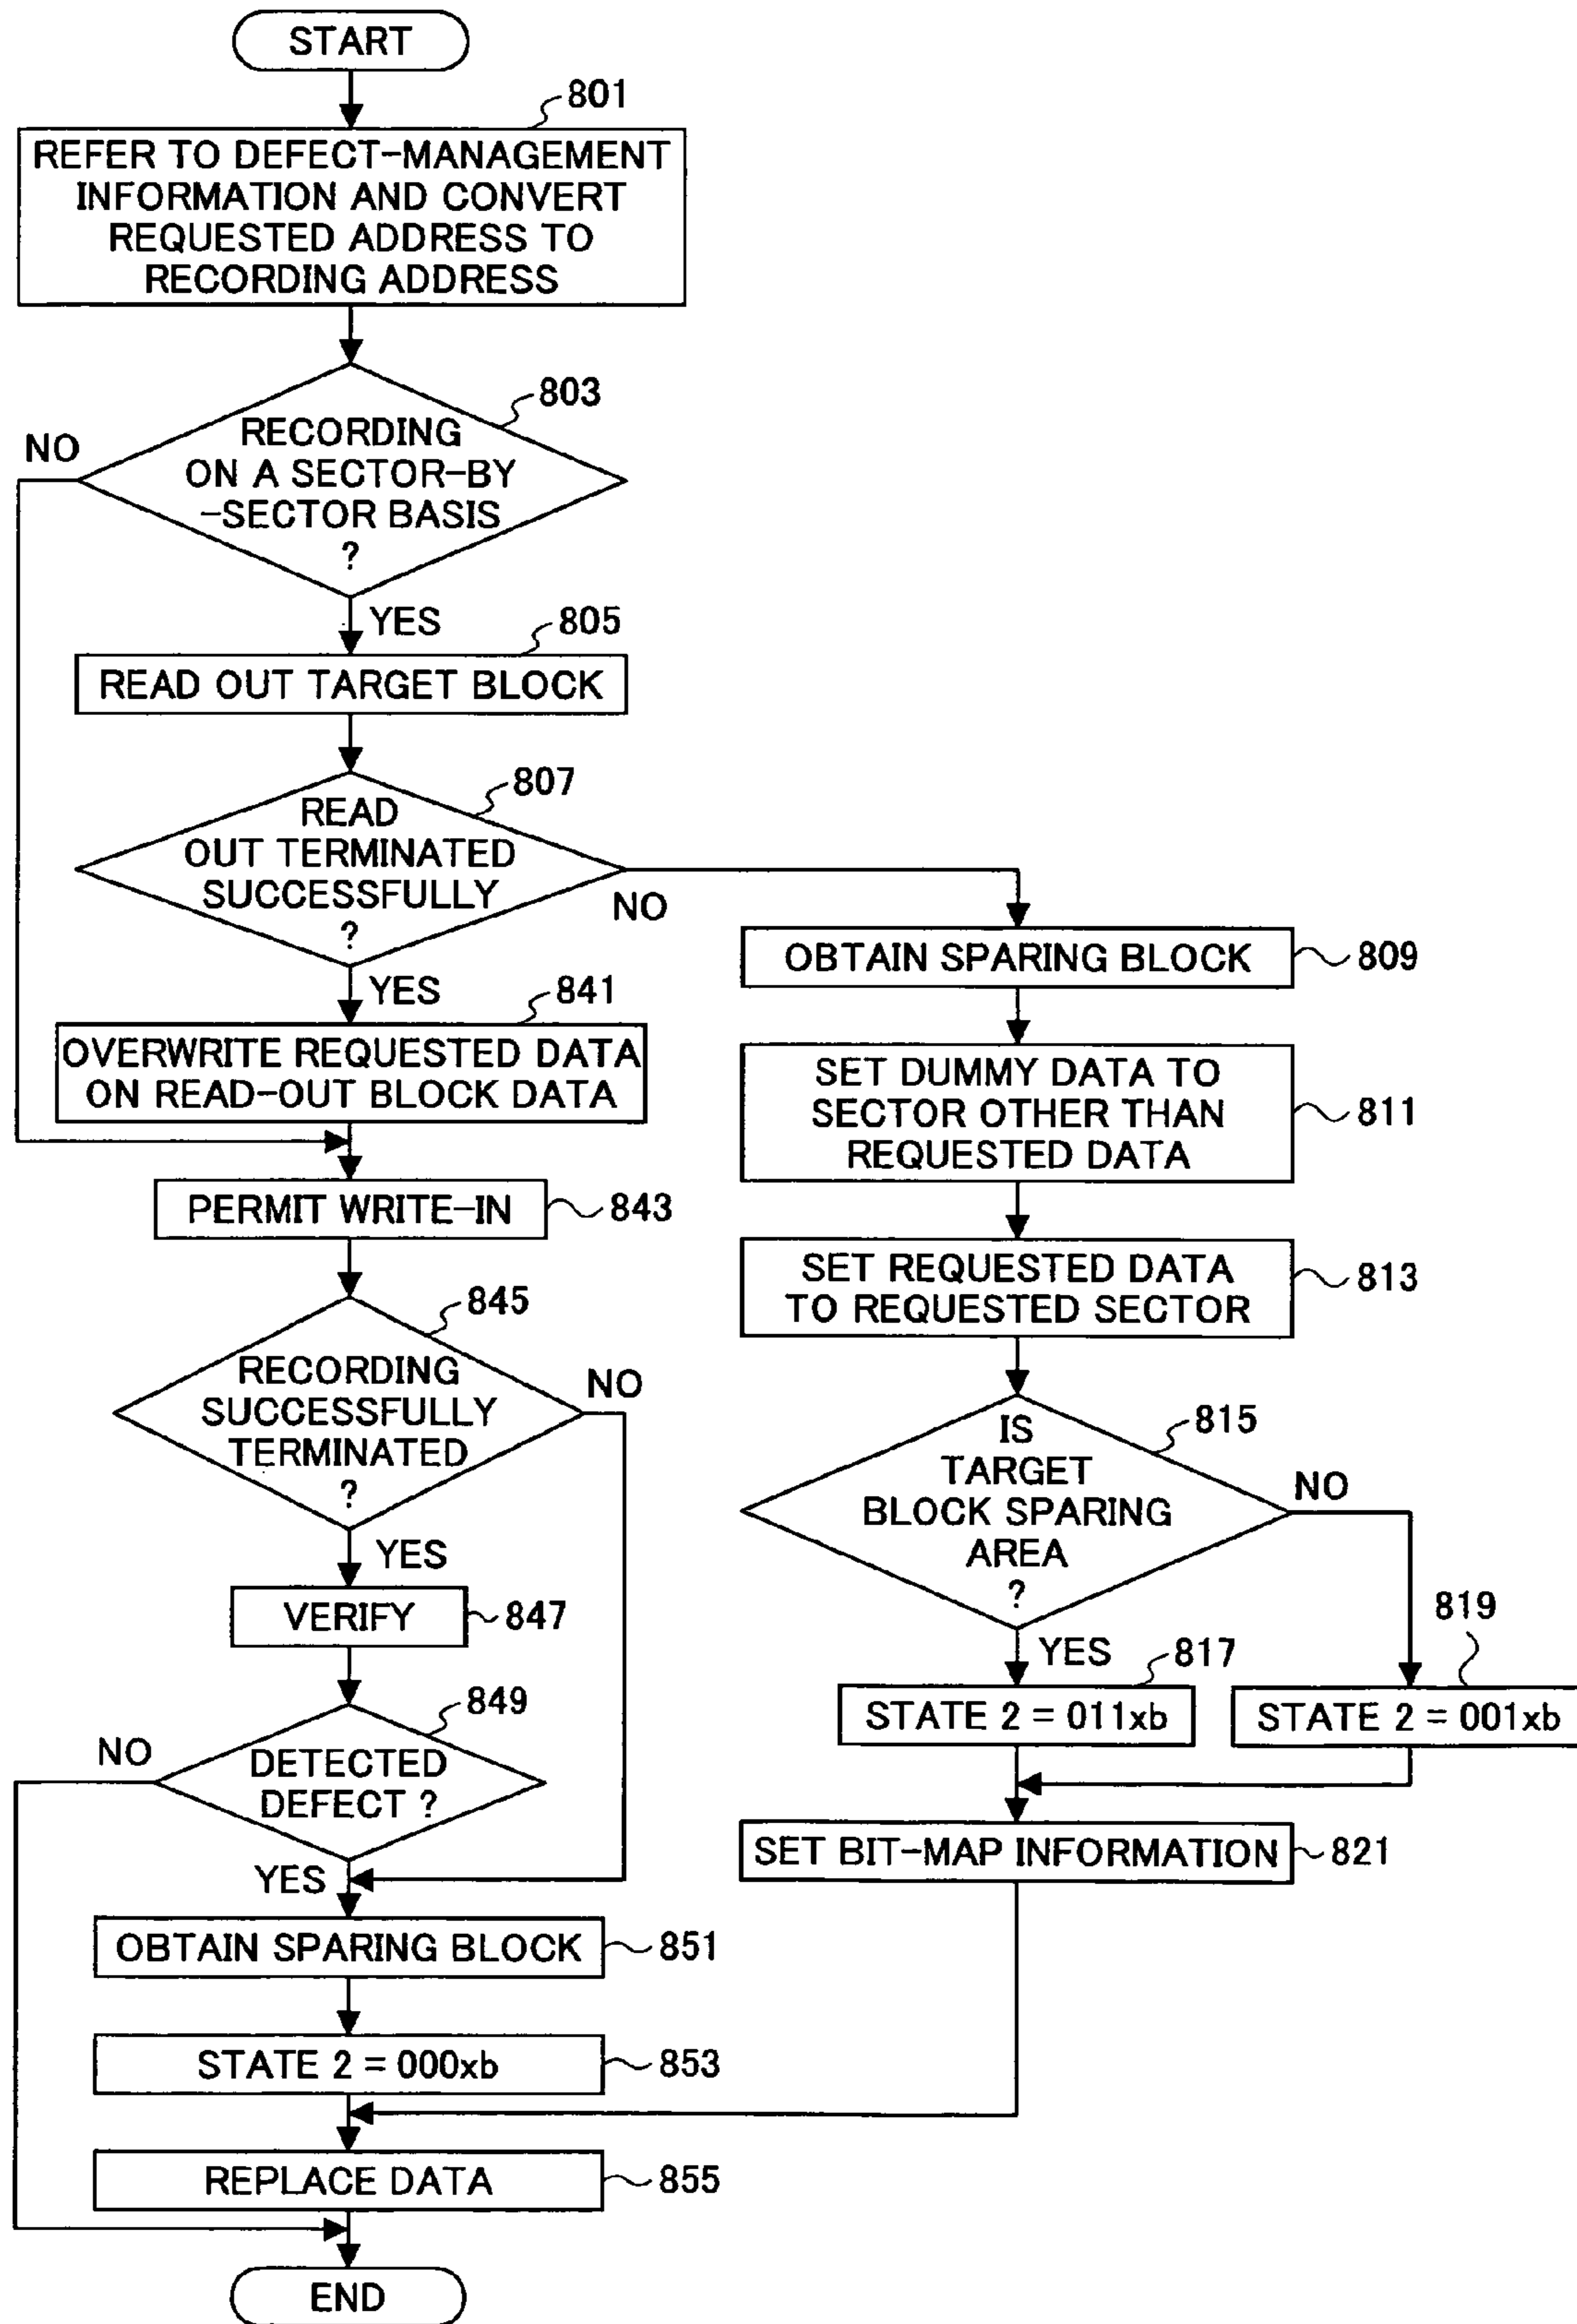 START
801
REFER TO DEFECT-MANAGEMENT
INFORMATION AND CONVERT
REQUESTED ADDRESS TO
RECORDING ADDRESS
803
NO
RECORDING
ON A SECTOR-BY
-SECTOR BASIS
?
YES
805
READ OUT TARGET BLOCK
807
READ
OUT TERMINATED
SUCCESSFULLY
?
NO
YES
841
OVERWRITE REQUESTED DATA
ON READ-OUT BLOCK DATA
PERMIT WRITE-IN
843
845
RECORDING
SUCCESSFULLY
TERMINATED
?
NO
YES
VERIFY
847
849
NO
DETECTED
DEFECT ?
YES
OBTAIN SPARING BLOCK
851
STATE 2 = 000xb
853
REPLACE DATA
855
END
OBTAIN SPARING BLOCK
809
SET DUMMY DATA TO
SECTOR OTHER THAN
REQUESTED DATA
811
SET REQUESTED DATA
TO REQUESTED SECTOR
813
815
IS
TARGET
BLOCK SPARING
AREA
?
NO
YES
817
STATE 2 = 011xb
819
STATE 2 = 001xb
SET BIT-MAP INFORMATION
821